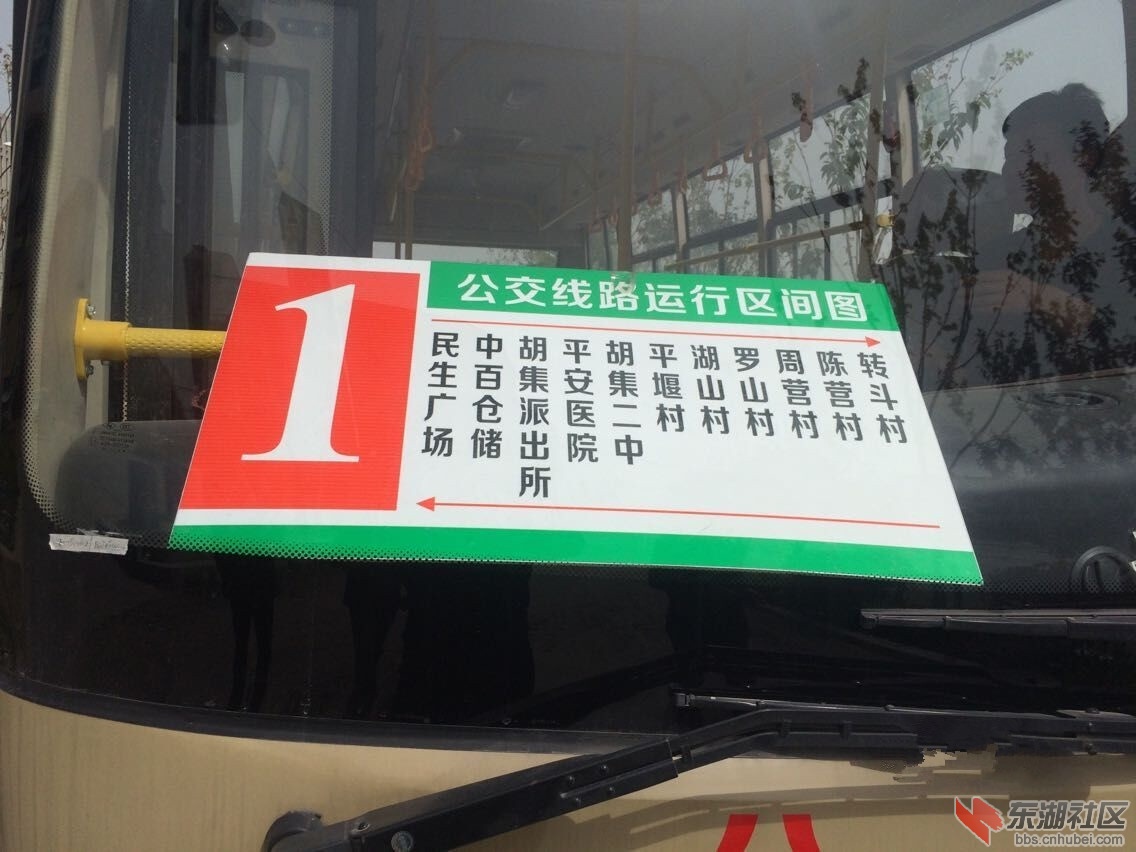 1
公交线路运行区间图
民生广场
中百仓储
胡集派出所
平安医院
胡集二中
平堰村
湖山村
罗山村
周营村
陈营村
转斗村
东湖社区
bbs.cnhubei.com